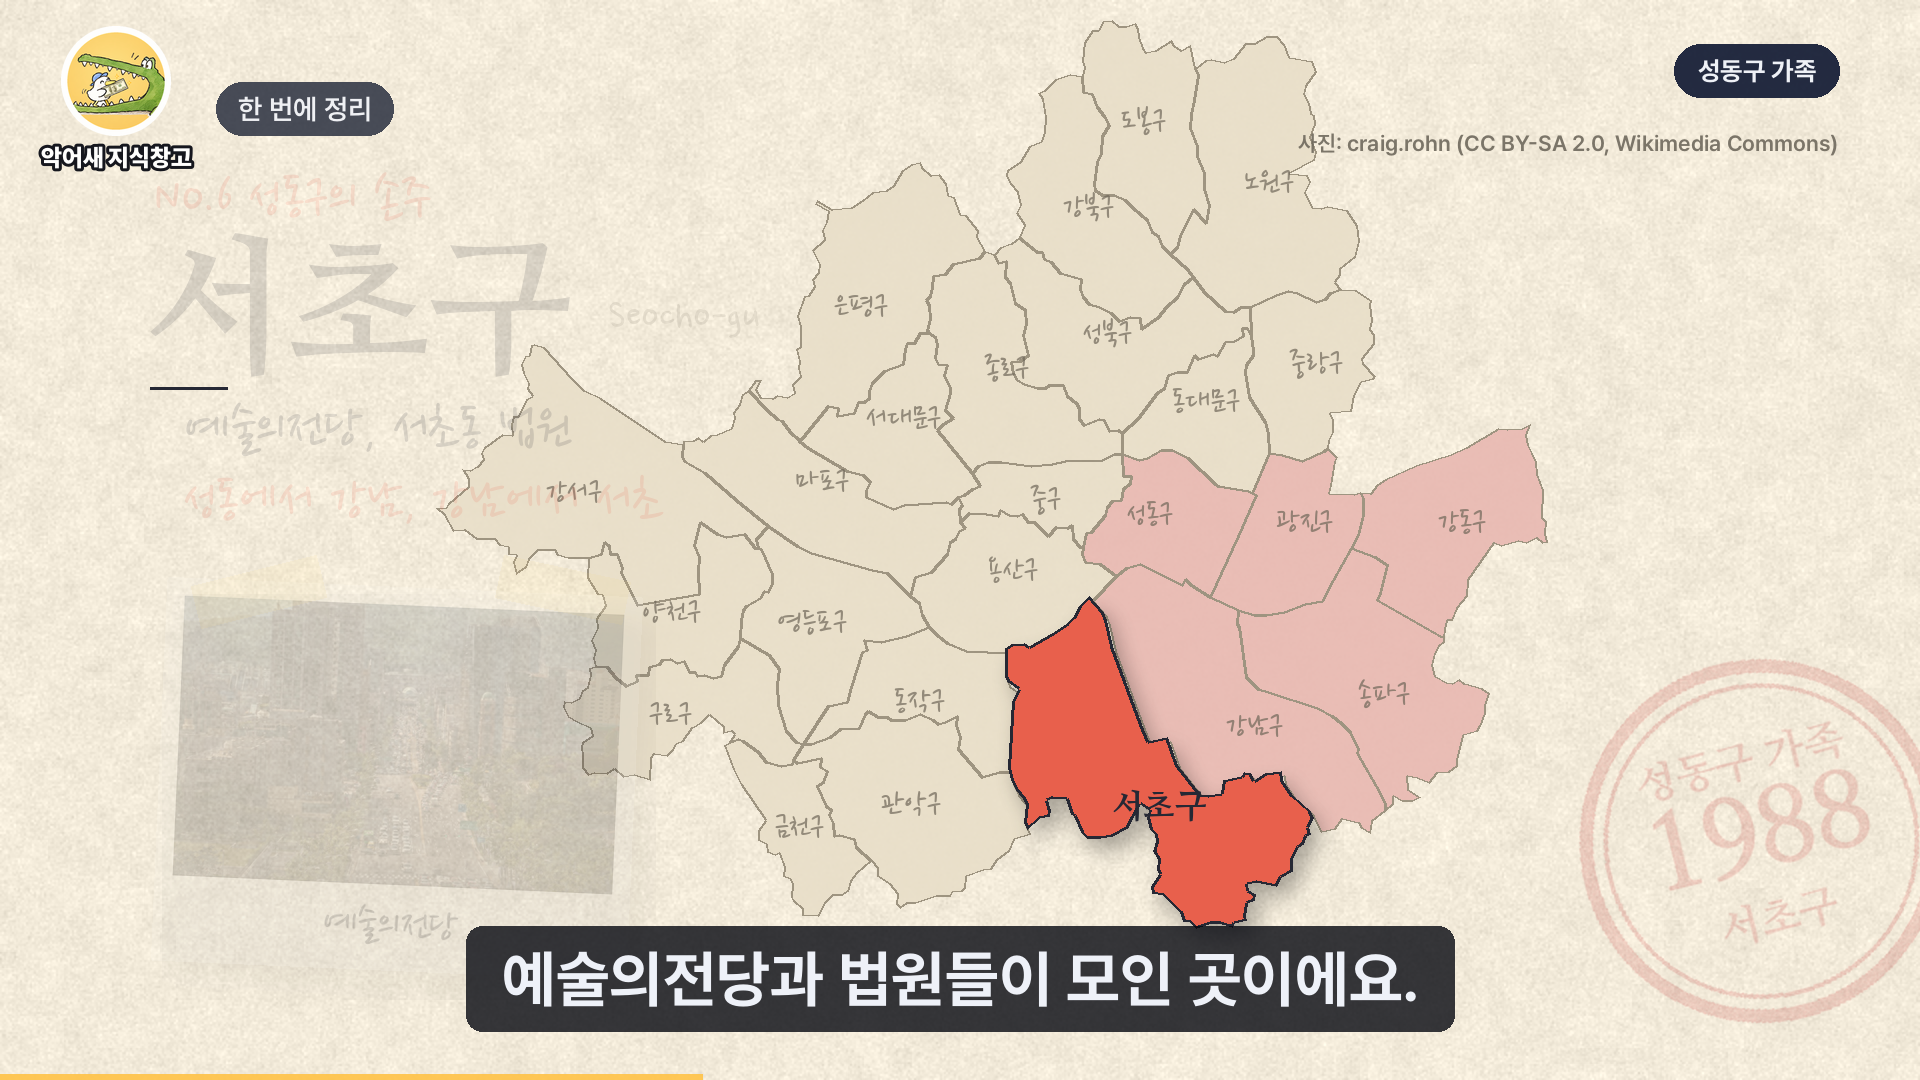 악어새 지식창고
한 번에 정리
성동구 가족
사진: craig.rohn (CC BY-SA 2.0, Wikimedia Commons)
NO.6 성동구의 손주
서초구
Seocho-gu
예술의전당, 서초동 법원
성동에서 강남, 강남에서 서초
예술의전당
도봉구
노원구
강북구
은평구
성북구
종로구
중랑구
서대문구
동대문구
마포구
강서구
중구
성동구
광진구
강동구
용산구
양천구
영등포구
동작구
구로구
송파구
강남구
관악구
서초구
금천구
성동구 가족
1988
서초구
예술의전당과 법원들이 모인 곳이에요.